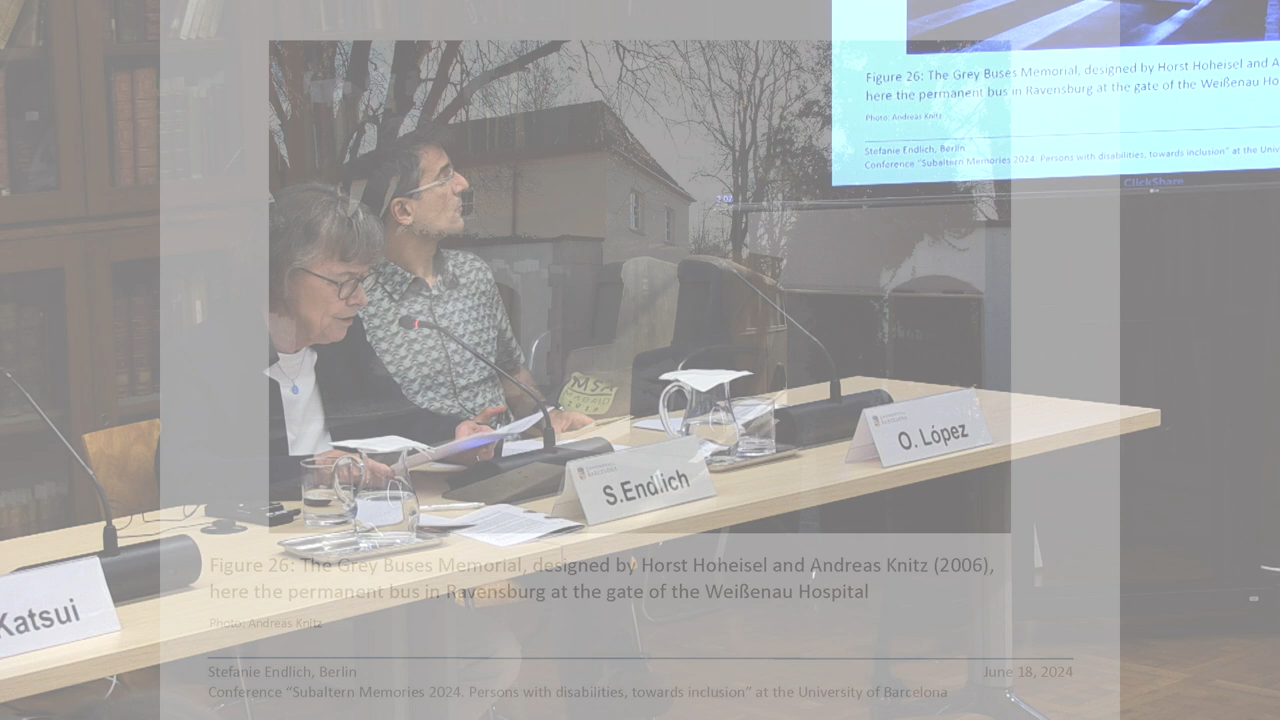 Figure 26: The Grey Buses Memorial, designed by Horst Hoheisel and A
here the permanent bus in Ravensburg at the gate of the Weißenau Ho
Photo: Andreas Knitz
Stefanie Endlich, Berlin
Conference “Subaltern Memories 2024. Persons with disabilities, towards inclusion” at the Univ
ClickShare
2:02
MSA
MADRID
2019
O. López
S.Endlich
Katsui
Figure 26: The Grey Buses Memorial, designed by Horst Hoheisel and Andreas Knitz (2006),
here the permanent bus in Ravensburg at the gate of the Weißenau Hospital
Photo: Andreas Knitz
Stefanie Endlich, Berlin June 18, 2024
Conference “Subaltern Memories 2024. Persons with disabilities, towards inclusion” at the University of Barcelona